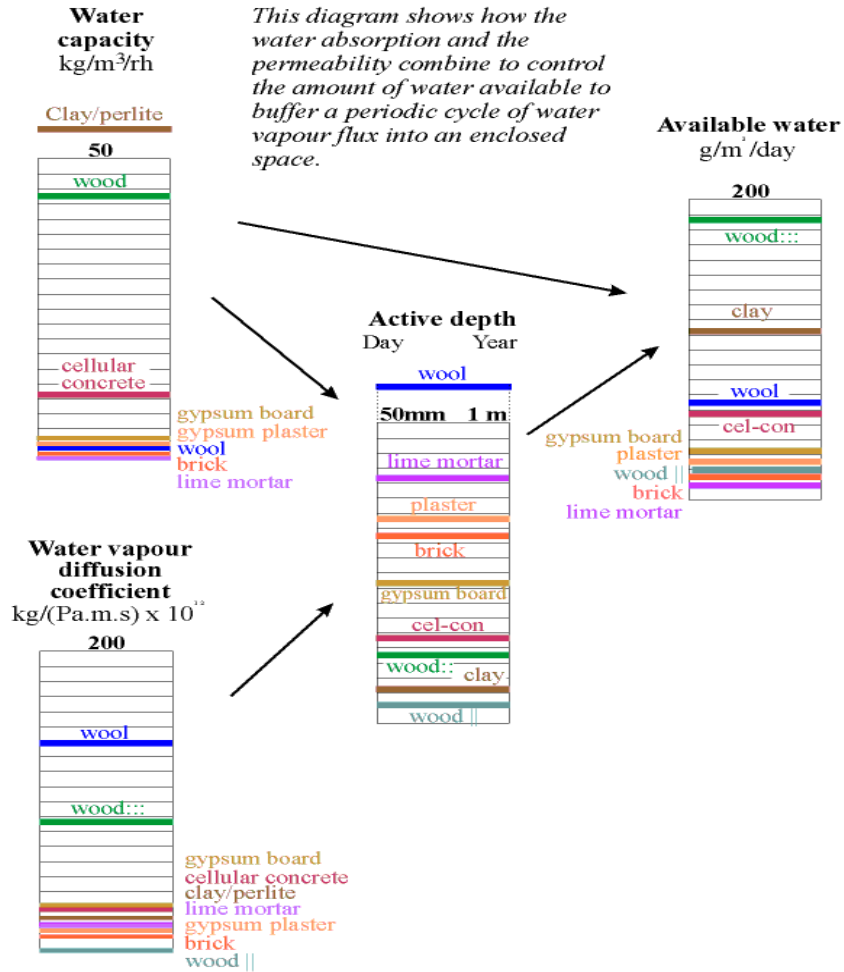 Water
capacity
kg/m³/rh
This diagram shows how the
water absorption and the
permeability combine to control
the amount of water available to
buffer a periodic cycle of water
vapour flux into an enclosed
space.
Clay/perlite
50
wood
cellular
concrete
gypsum board
gypsum plaster
wool
brick
lime mortar
Available water
g/m²/day
200
wood:::
clay
wool
cel-con
gypsum board
plaster
wood ||
brick
lime mortar
Active depth
Day Year
wool
50mm 1 m
lime mortar
plaster
brick
gypsum board
cel-con
wood::
clay
wood ||
Water vapour
diffusion
coefficient
kg/(Pa.m.s) x 10¹²
200
wool
wood:::
gypsum board
cellular concrete
clay/perlite
lime mortar
gypsum plaster
brick
wood ||